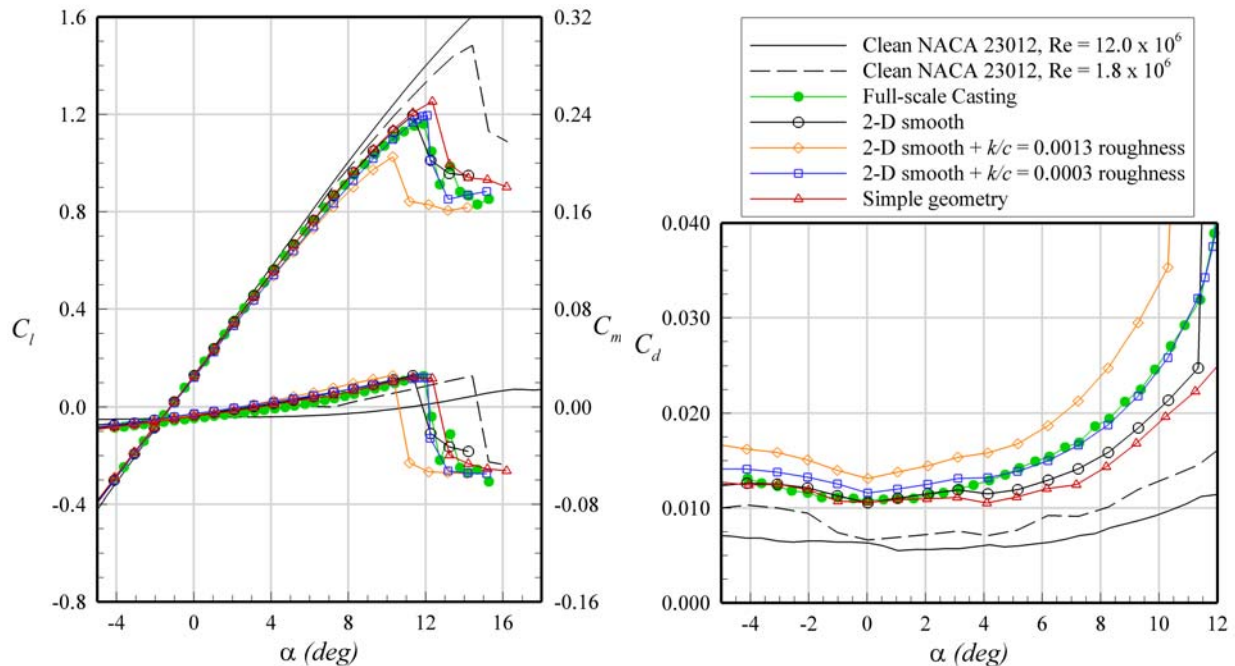 1.6
1.2
0.8
0.4
0.0
-0.4
-0.8
C_l
-4
0
4
8
12
16
α (deg)
0.32
0.24
0.16
0.08
0.00
-0.08
-0.16
C_m
Clean NACA 23012, Re = 12.0 x 10^6
Clean NACA 23012, Re = 1.8 x 10^6
Full-scale Casting
2-D smooth
2-D smooth + k/c = 0.0013 roughness
2-D smooth + k/c = 0.0003 roughness
Simple geometry
0.040
0.030
0.020
0.010
0.000
C_d
-4
-2
0
2
4
6
8
10
12
α (deg)